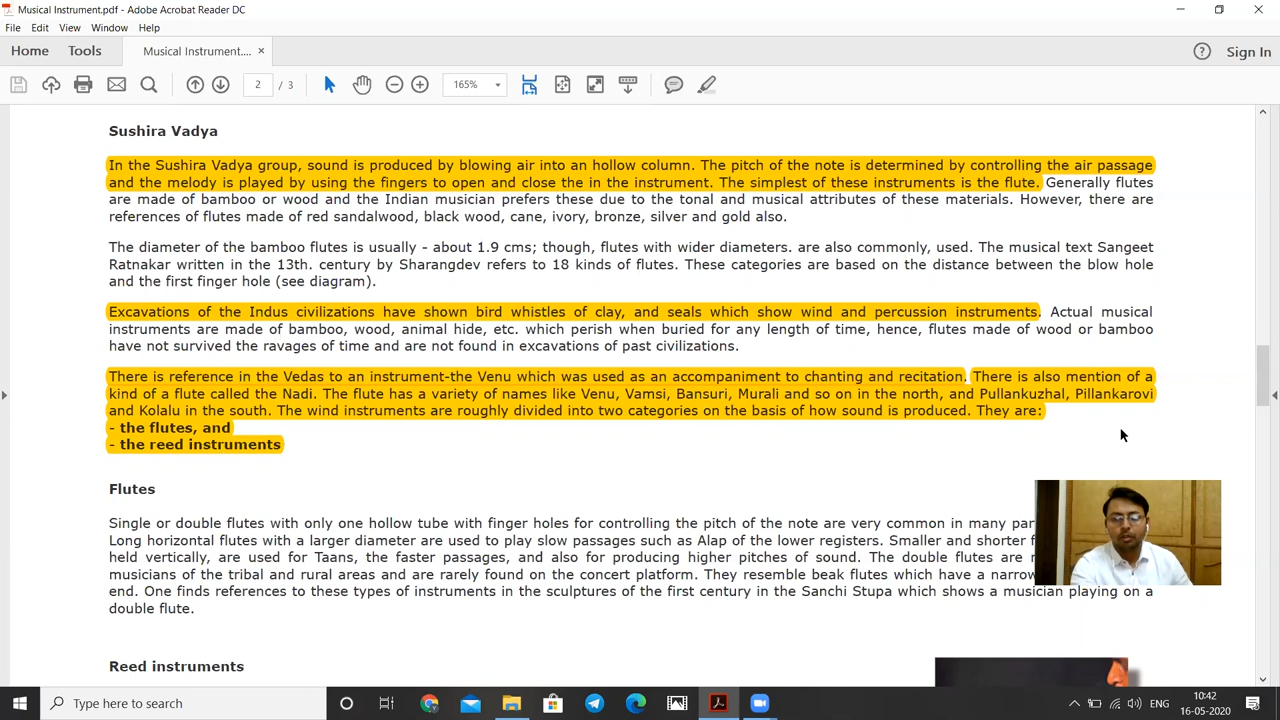 Musical Instrument.pdf - Adobe Acrobat Reader DC
File Edit View Window Help
Home Tools Musical Instrument.... × Sign In
2 / 3 165%
Sushira Vadya
In the Sushira Vadya group, sound is produced by blowing air into an hollow column. The pitch of the note is determined by controlling the air passage
and the melody is played by using the fingers to open and close the in the instrument. The simplest of these instruments is the flute. Generally flutes
are made of bamboo or wood and the Indian musician prefers these due to the tonal and musical attributes of these materials. However, there are
references of flutes made of red sandalwood, black wood, cane, ivory, bronze, silver and gold also.
The diameter of the bamboo flutes is usually - about 1.9 cms; though, flutes with wider diameters. are also commonly, used. The musical text Sangeet
Ratnakar written in the 13th. century by Sharangdev refers to 18 kinds of flutes. These categories are based on the distance between the blow hole
and the first finger hole (see diagram).
Excavations of the Indus civilizations have shown bird whistles of clay, and seals which show wind and percussion instruments. Actual musical
instruments are made of bamboo, wood, animal hide, etc. which perish when buried for any length of time, hence, flutes made of wood or bamboo
have not survived the ravages of time and are not found in excavations of past civilizations.
There is reference in the Vedas to an instrument-the Venu which was used as an accompaniment to chanting and recitation. There is also mention of a
kind of a flute called the Nadi. The flute has a variety of names like Venu, Vamsi, Bansuri, Murali and so on in the north, and Pullankuzhal, Pillankarovi
and Kolalu in the south. The wind instruments are roughly divided into two categories on the basis of how sound is produced. They are:
- the flutes, and
- the reed instruments
Flutes
Single or double flutes with only one hollow tube with finger holes for controlling the pitch of the note are very common in many par
Long horizontal flutes with a larger diameter are used to play slow passages such as Alap of the lower registers. Smaller and shorter f
held vertically, are used for Taans, the faster passages, and also for producing higher pitches of sound. The double flutes are
musicians of the tribal and rural areas and are rarely found on the concert platform. They resemble beak flutes which have a narrow
end. One finds references to these types of instruments in the sculptures of the first century in the Sanchi Stupa which shows a musician playing on a
double flute.
Reed instruments
Type here to search
ENG
10:42
16-05-2020